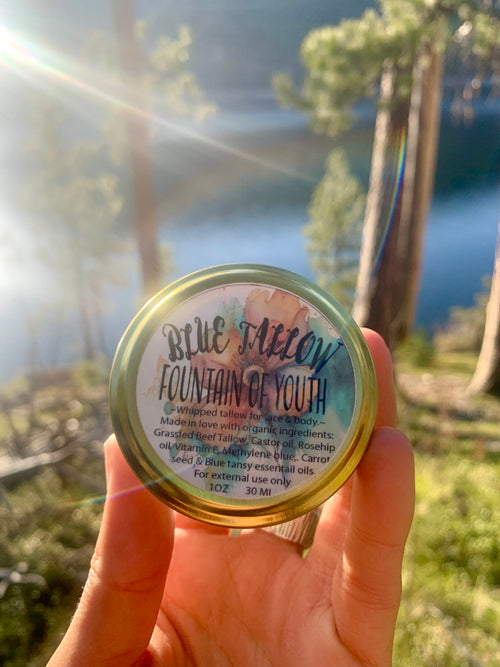 BLUE TALLOW
FOUNTAIN OF YOUTH
~Whipped tallow for face & body.~
Made in love with organic ingredients:
Grassfed Beef Tallow, Castor oil, Rosehip
oil, Vitamin E, Methylene blue,. Carrot
seed & Blue tansy essentail oils.
For external use only
1OZ 30 Ml